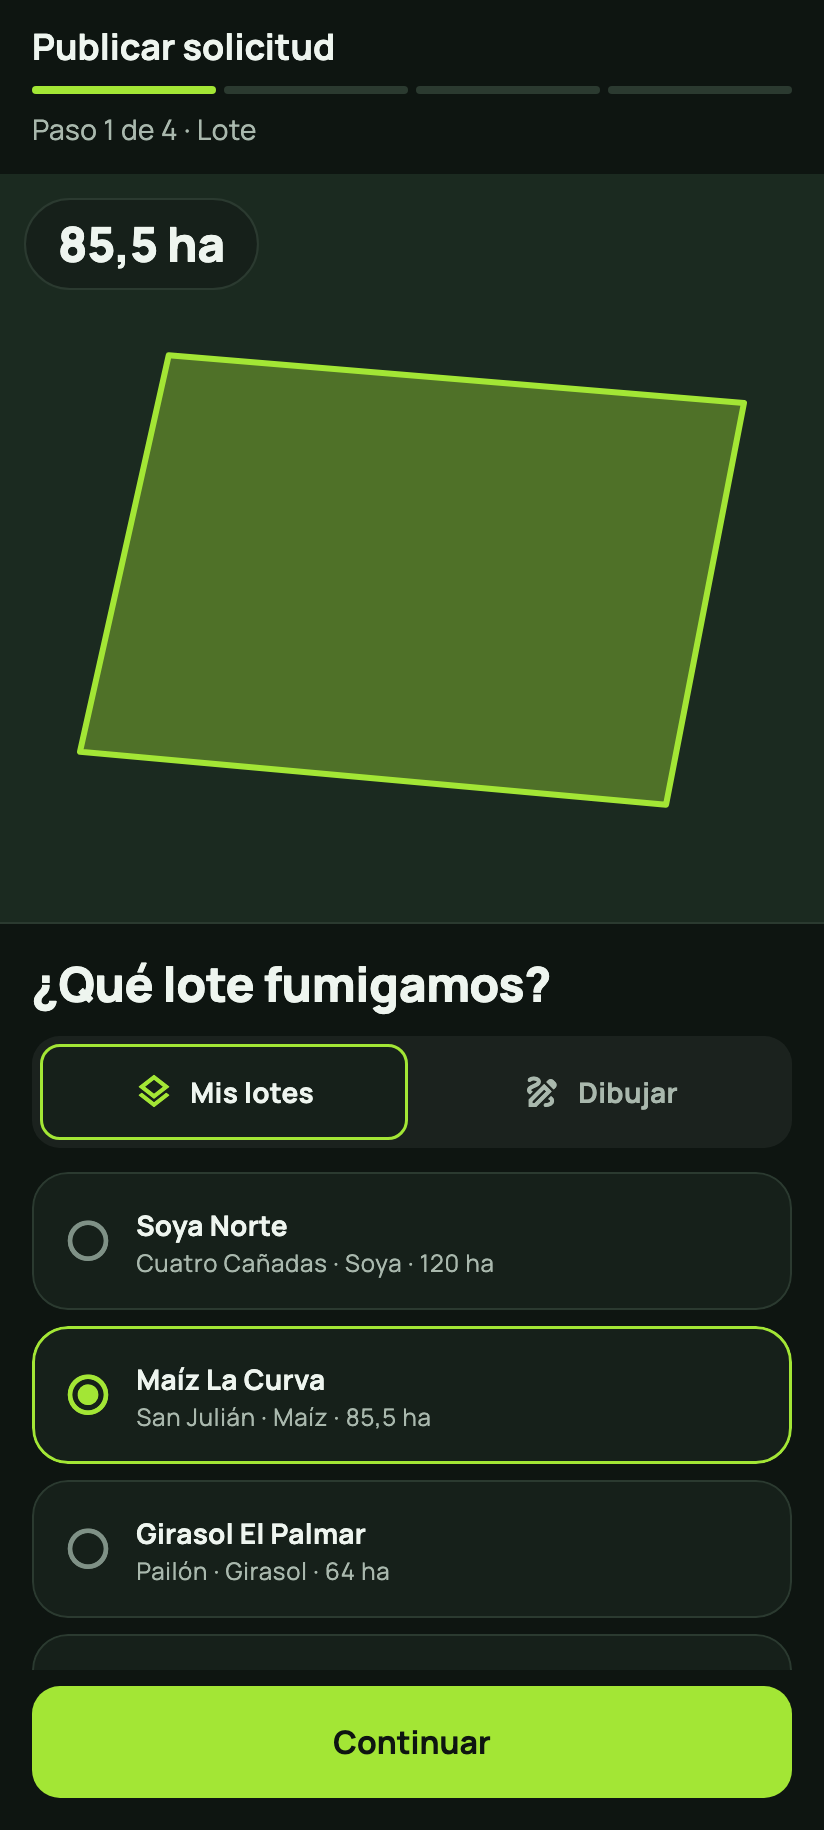 Publicar solicitud
Paso 1 de 4 · Lote
85,5 ha
¿Qué lote fumigamos?
Mis lotes
Dibujar
Soya Norte
Cuatro Cañadas · Soya · 120 ha
Maíz La Curva
San Julián · Maíz · 85,5 ha
Girasol El Palmar
Pailón · Girasol · 64 ha
Continuar